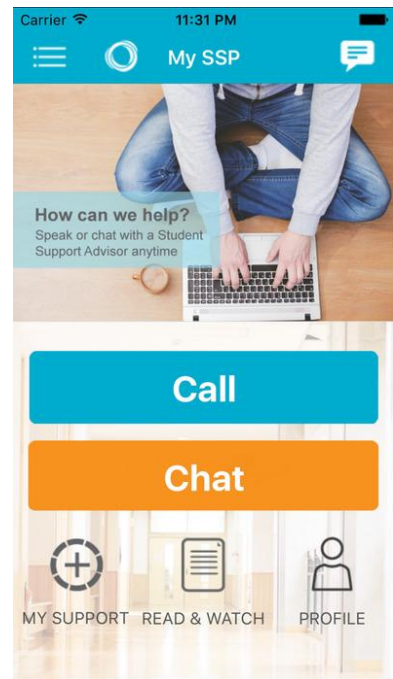 Carrier 11:31 PM
My SSP
How can we help?
Speak or chat with a Student
Support Advisor anytime
Call
Chat
MY SUPPORT READ & WATCH PROFILE